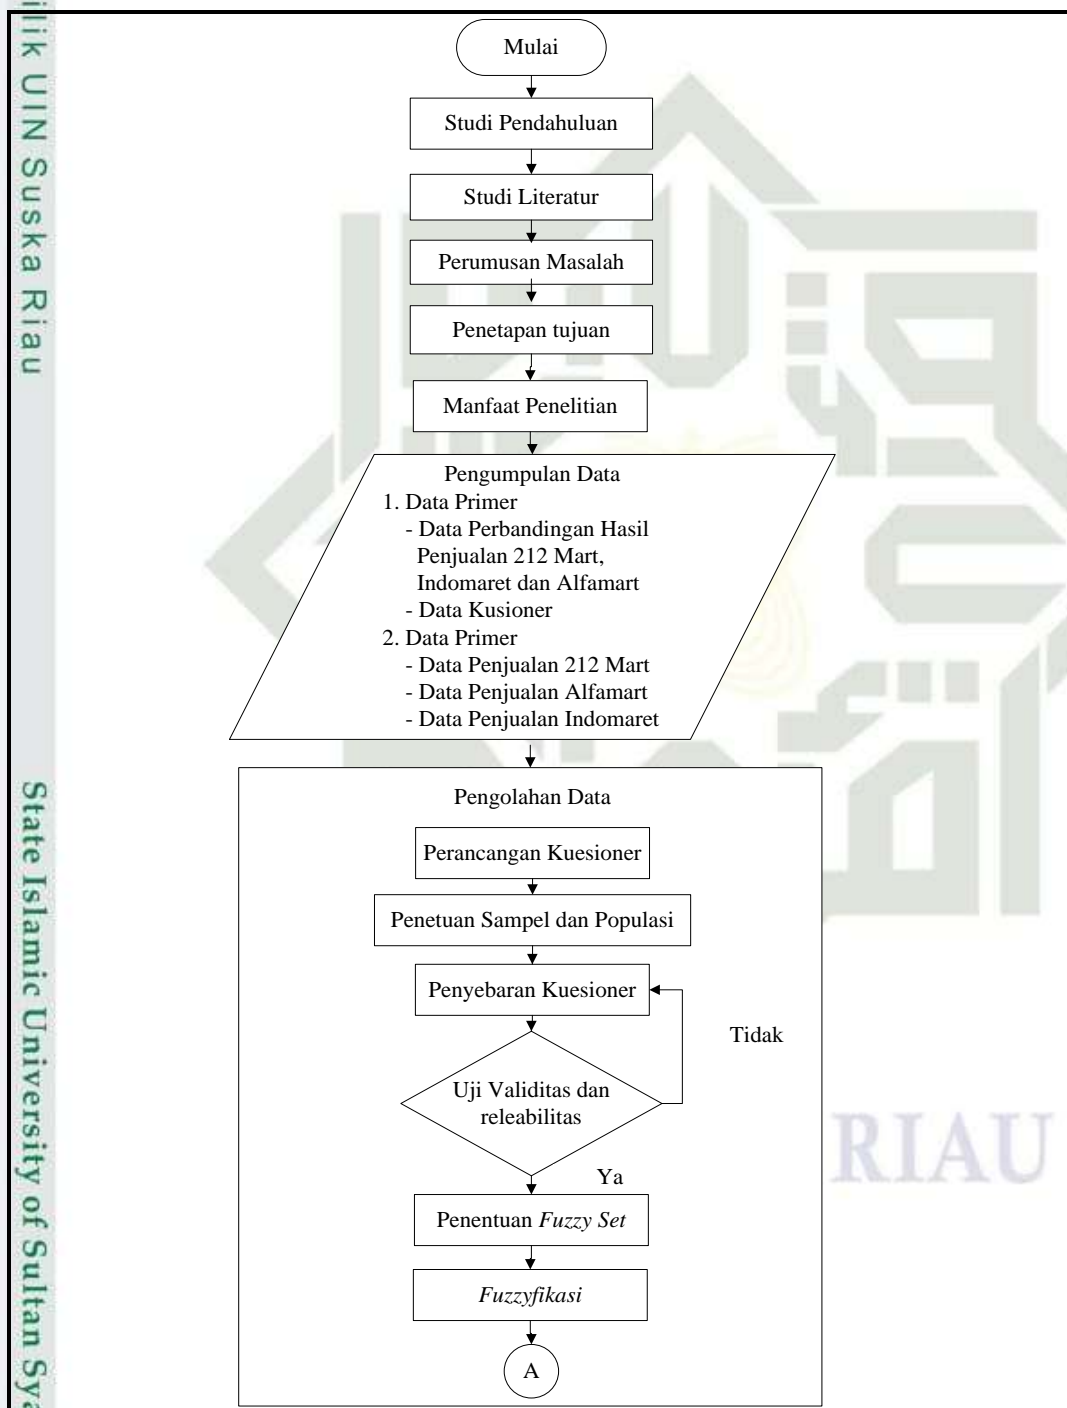 Mulai
Studi Pendahuluan
Studi Literatur
Perumusan Masalah
Penetapan tujuan
Manfaat Penelitian
Pengumpulan Data
1. Data Primer
- Data Perbandingan Hasil
Penjualan 212 Mart,
Indomaret dan Alfamart
- Data Kusioner
2. Data Primer
- Data Penjualan 212 Mart
- Data Penjualan Alfamart
- Data Penjualan Indomaret
Pengolahan Data
Perancangan Kuesioner
Penetuan Sampel dan Populasi
Penyebaran Kuesioner
Tidak
Uji Validitas dan
releabilitas
Ya
Penentuan Fuzzy Set
Fuzzyfikasi
A
ilik UIN Suska Riau
State Islamic University of Sultan Sya
RIAU